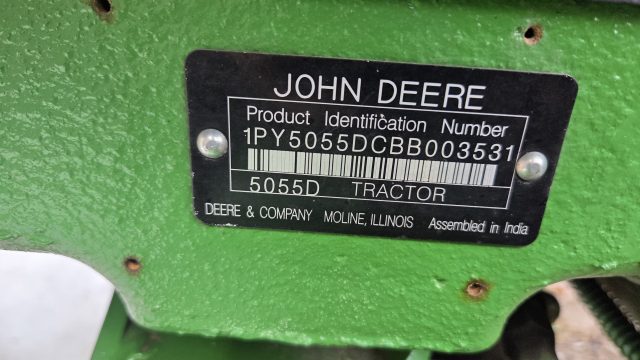 JOHN DEERE
Product Identification Number
1PY5055DCBB003531
5055D TRACTOR
DEERE & COMPANY MOLINE, ILLINOIS Assembled in India